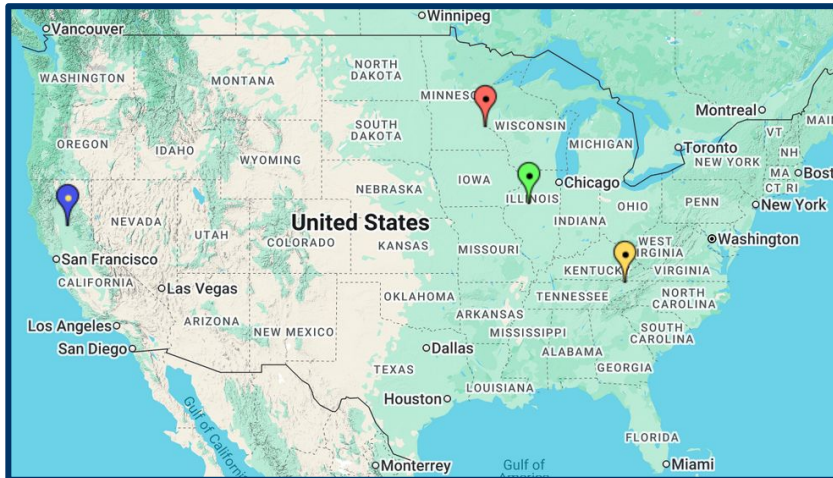 Winnipeg
Vancouver
WASHINGTON
MONTANA
NORTH
DAKOTA
MINNESO
Montreal
MAIN
OREGON
IDAHO
SOUTH
DAKOTA
WISCONSIN
MICHIGAN
Toronto
VT
NH
NEW YORK
WYOMING
MA
Bost
CT RI
IOWA
Chicago
NEBRASKA
ILLINOIS
OHIO
PENN
New York
NEVADA
UTAH
United States
INDIANA
COLORADO
KANSAS
MISSOURI
WEST
VIRGINIA
Washington
San Francisco
KENTUCK
VIRGINIA
CALIFORNIA
Las Vegas
OKLAHOMA
TENNESSEE
NORTH
CAROLINA
ARKANSAS
Los Angeles
ARIZONA
NEW MEXICO
MISSISSIPPI
SOUTH
CAROLINA
San Diego
Dallas
ALABAMA
GEORGIA
TEXAS
LOUISIANA
Houston
Gulf of California
FLORIDA
Monterrey
Gulf of
America
Miami